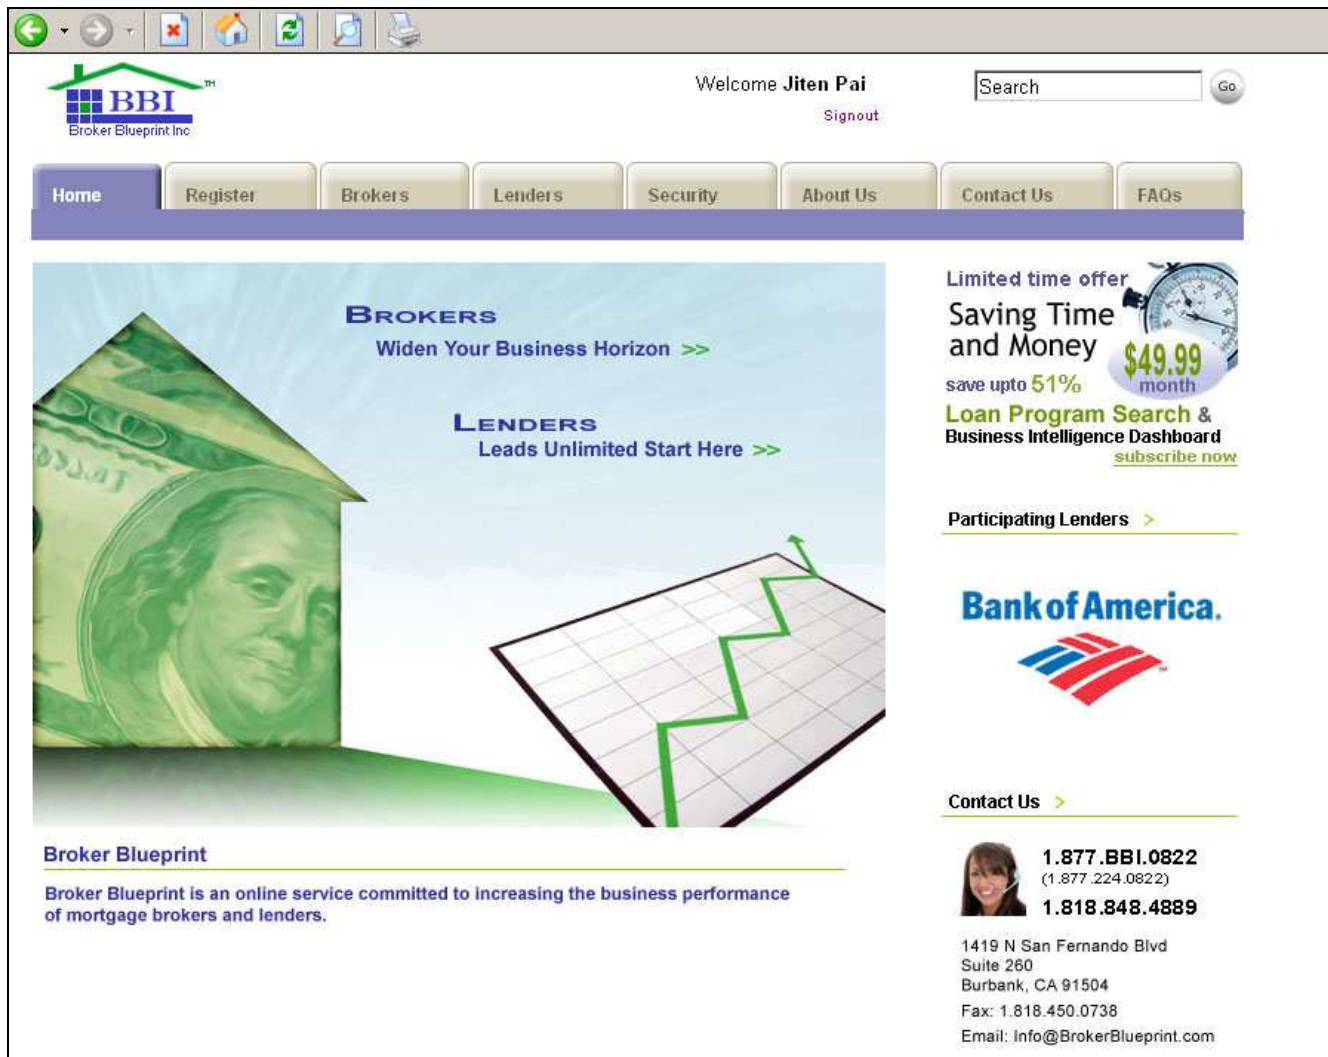 BBI™
Broker Blueprint Inc
Welcome Jiten Pai
Signout
Search
Go
Home Register Brokers Lenders Security About Us Contact Us FAQs
BROKERS
Widen Your Business Horizon >>
LENDERS
Leads Unlimited Start Here >>
Broker Blueprint
Broker Blueprint is an online service committed to increasing the business performance
of mortgage brokers and lenders.
Limited time offer
Saving Time
and Money
$49.99
month
save upto 51%
Loan Program Search &
Business Intelligence Dashboard
subscribe now
Participating Lenders >
Bank of America.
Contact Us >
1.877.BBI.0822
(1.877.224.0822)
1.818.848.4889
1419 N San Fernando Blvd
Suite 260
Burbank, CA 91504
Fax: 1.818.450.0738
Email: Info@BrokerBlueprint.com